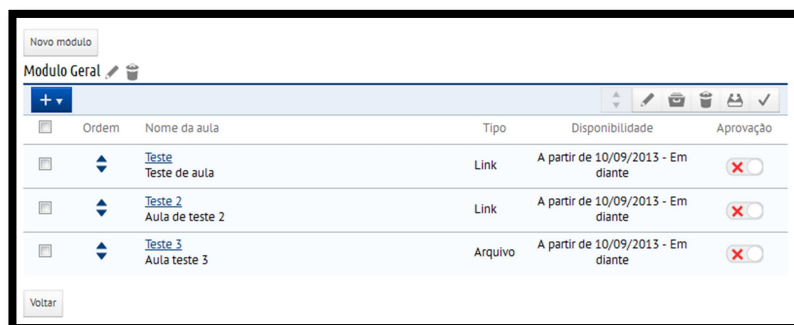 Novo módulo
Modulo Geral
Ordem Nome da aula Tipo Disponibilidade Aprovação
Teste
Teste de aula
Link
A partir de 10/09/2013 - Em
diante
Teste 2
Aula de teste 2
Link
A partir de 10/09/2013 - Em
diante
Teste 3
Aula teste 3
Arquivo
A partir de 10/09/2013 - Em
diante
Voltar